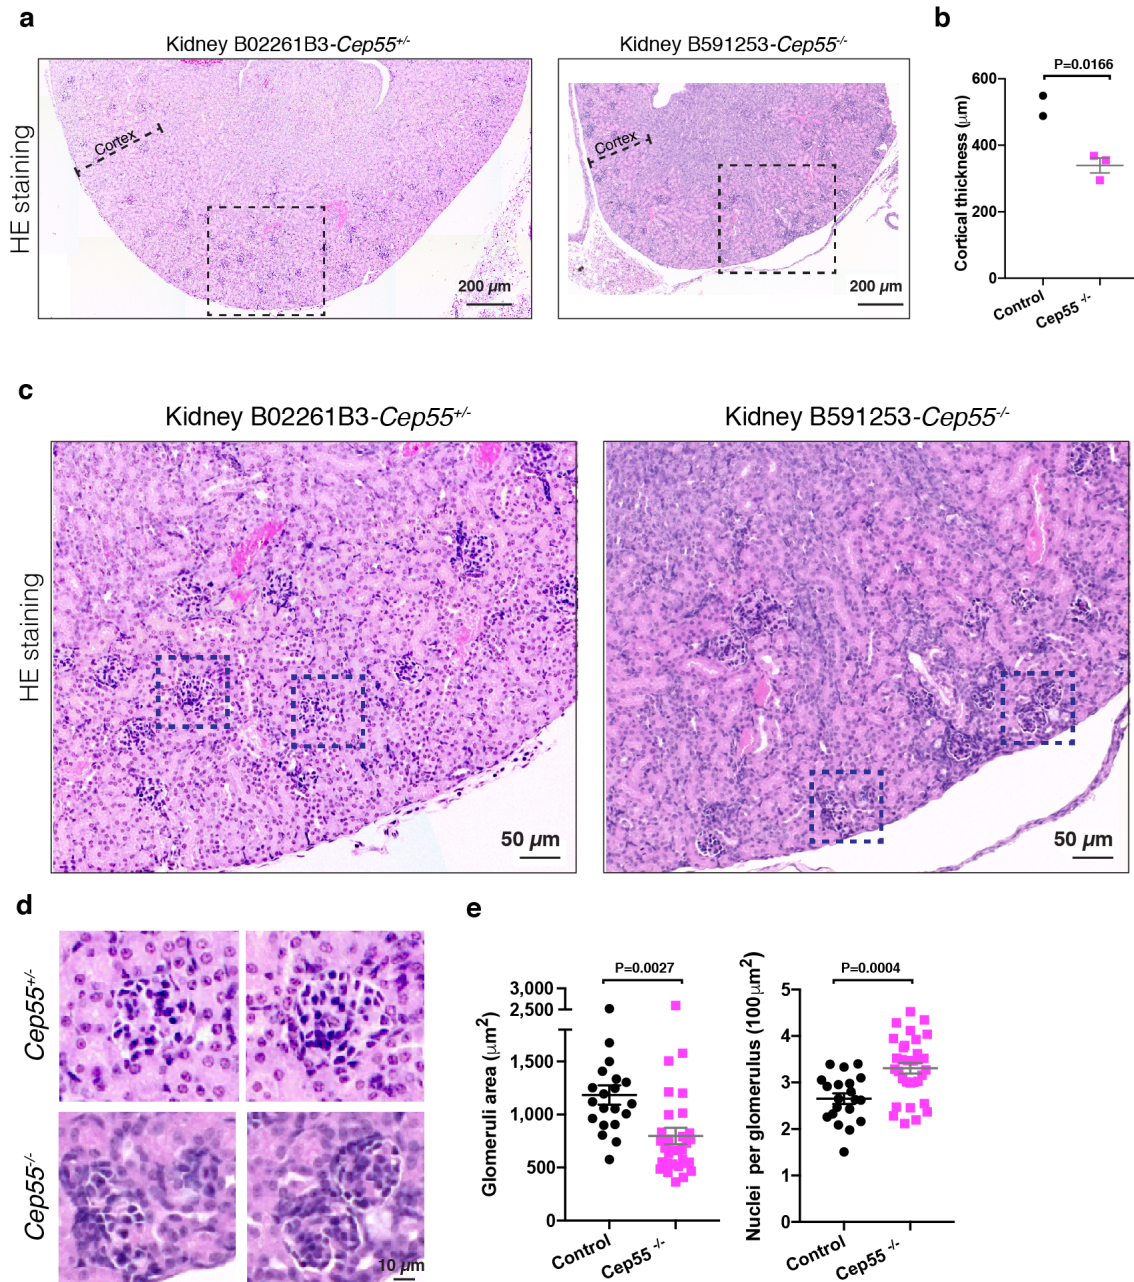 a
Kidney B02261B3-Cep55+/-
Kidney B591253-Cep55-/-
HE staining
Cortex
200 µm
Cortex
200 µm
b
P=0.0166
Cortical thickness (µm)
600
400
200
0
Control
Cep55 -/-
c
Kidney B02261B3-Cep55+/-
Kidney B591253-Cep55-/-
HE staining
50 µm
50 µm
d
Cep55+/-
Cep55-/-
10 µm
e
P=0.0027
Glomeruli area (µm2)
3,000
2,500
1,500
1,000
500
0
Control
Cep55 -/-
P=0.0004
Nuclei per glomerulus (100µm2)
5
4
3
2
1
0
Control
Cep55 -/-